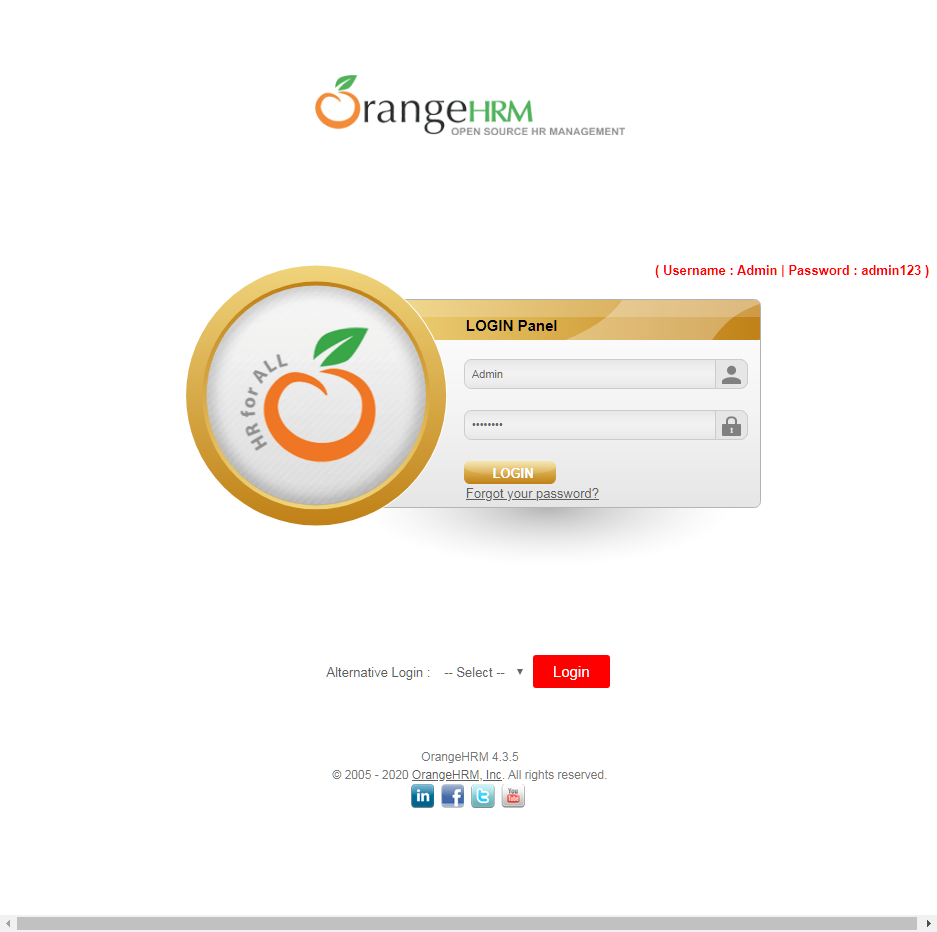 OrangeHRM
OPEN SOURCE HR MANAGEMENT
( Username : Admin | Password : admin123 )
HR for ALL
LOGIN Panel
Admin
••••••••
LOGIN
Forgot your password?
Alternative Login : -- Select -- Login
OrangeHRM 4.3.5
© 2005 - 2020 OrangeHRM, Inc. All rights reserved.
in f t You Tube